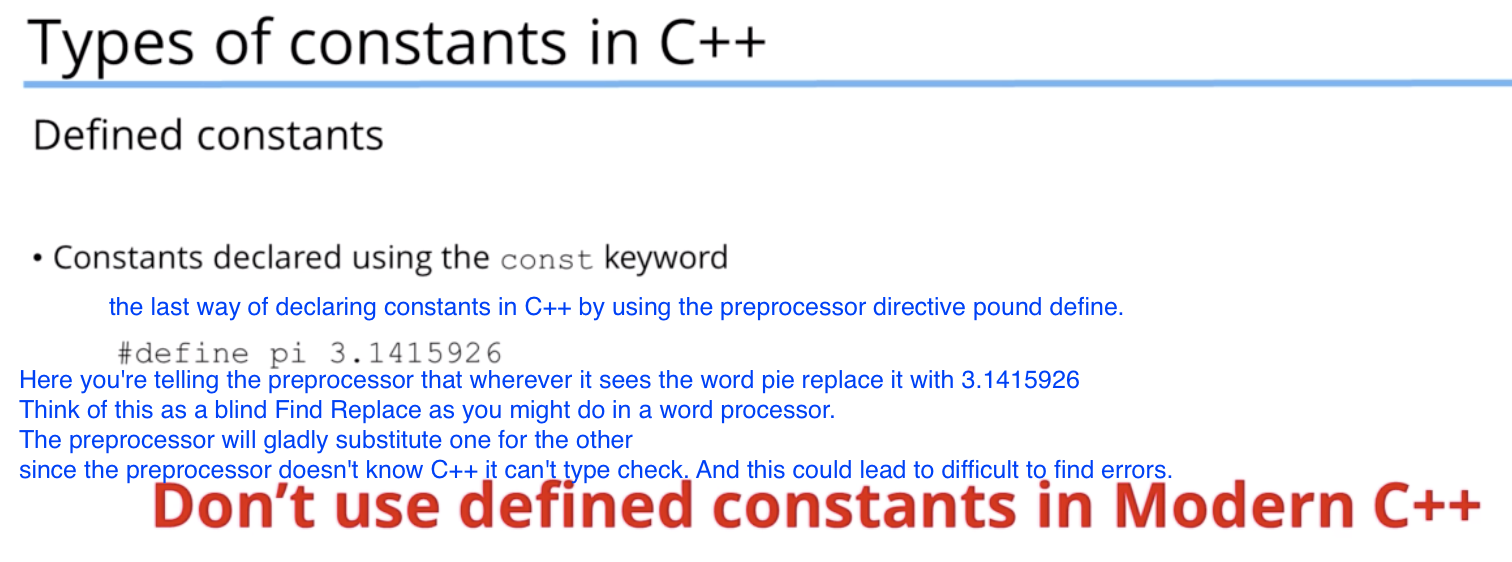 Types of constants in C++
Defined constants
• Constants declared using the const keyword
the last way of declaring constants in C++ by using the preprocessor directive pound define.
#define pi 3.1415926
Here you're telling the preprocessor that wherever it sees the word pie replace it with 3.1415926
Think of this as a blind Find Replace as you might do in a word processor.
The preprocessor will gladly substitute one for the other
since the preprocessor doesn't know C++ it can't type check. And this could lead to difficult to find errors.
Don’t use defined constants in Modern C++